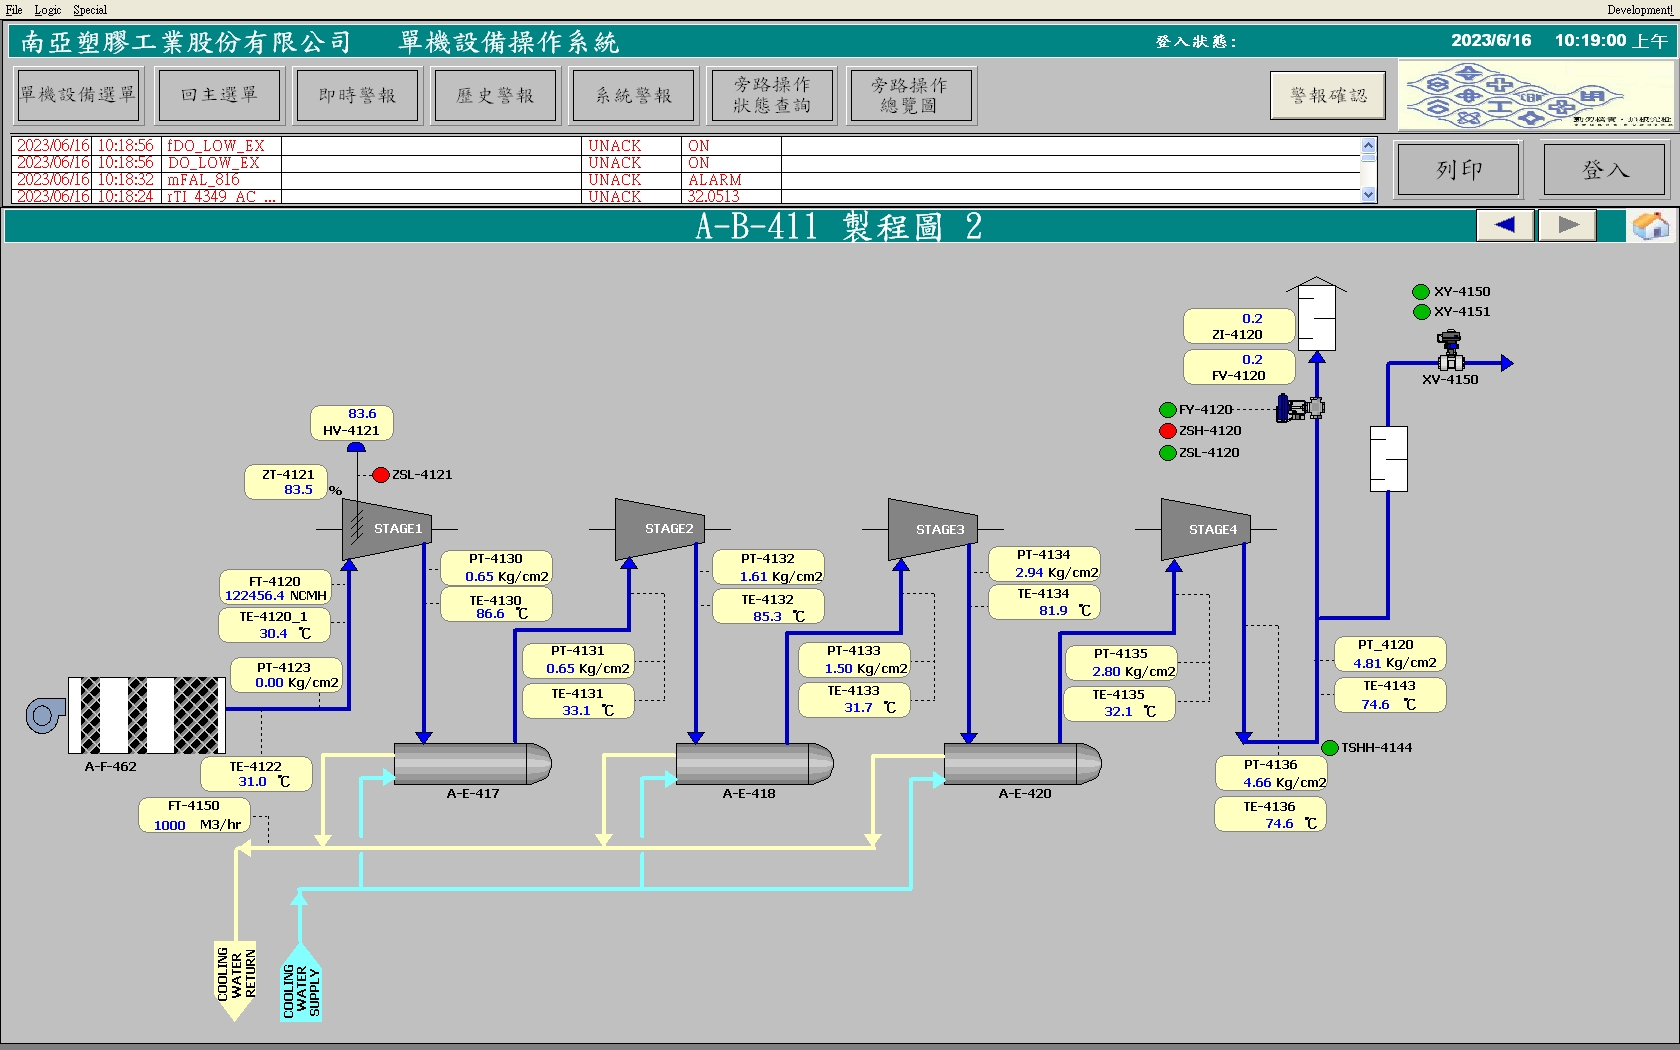 File Logic Special Development!
南亞塑膠工業股份有限公司 單機設備操作系統 登入狀態: 2023/6/16 10:19:00 上午
單機設備選單 回主選單 即時警報 歷史警報 系統警報 旁路操作狀態查詢 旁路操作總覽圖 警報確認
2023/06/16 10:18:56 fDO_LOW_EX UNACK ON
2023/06/16 10:18:56 DO_LOW_EX UNACK ON
2023/06/16 10:18:32 mFAL_816 UNACK ALARM
2023/06/16 10:18:24 rTI_4349_AC ... UNACK 32.0513
列印 登入
A-B-411 製程圖 2
XY-4150
XY-4151
XV-4150
0.2
ZI-4120
0.2
FV-4120
FY-4120
ZSH-4120
ZSL-4120
83.6
HV-4121
ZT-4121
83.5 %
ZSL-4121
STAGE1
STAGE2
STAGE3
STAGE4
FT-4120
122456.4 NCMH
TE-4120_1
30.4 ℃
PT-4123
0.00 Kg/cm2
PT-4130
0.65 Kg/cm2
TE-4130
86.6 ℃
PT-4131
0.65 Kg/cm2
TE-4131
33.1 ℃
PT-4132
1.61 Kg/cm2
TE-4132
85.3 ℃
PT-4133
1.50 Kg/cm2
TE-4133
31.7 ℃
PT-4134
2.94 Kg/cm2
TE-4134
81.9 ℃
PT-4135
2.80 Kg/cm2
TE-4135
32.1 ℃
PT_4120
4.81 Kg/cm2
TE-4143
74.6 ℃
TSHH-4144
PT-4136
4.66 Kg/cm2
TE-4136
74.6 ℃
A-F-462
TE-4122
31.0 ℃
FT-4150
1000 M3/hr
A-E-417
A-E-418
A-E-420
COOLING
WATER
RETURN
COOLING
WATER
SUPPLY